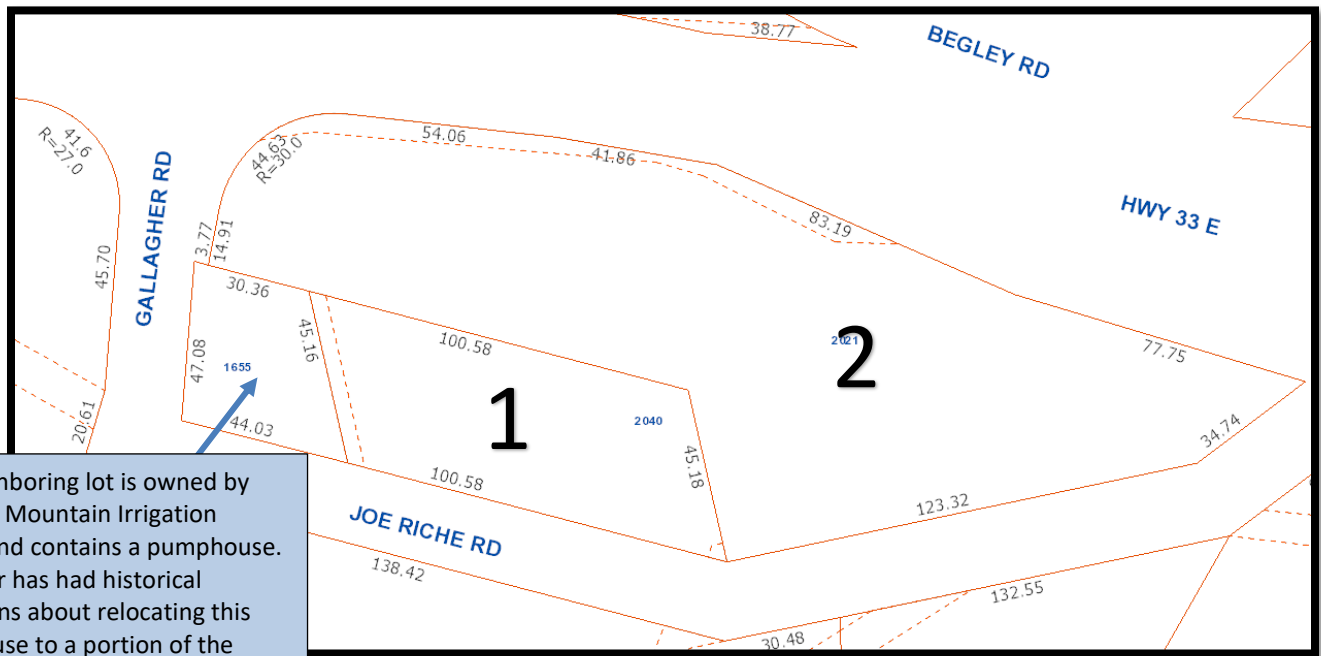 38.77
BEGLEY RD
41.6
R=27.0
44.63
R=30.0
54.06
41.86
GALLAGHER RD
83.19
HWY 33 E
3.77
14.91
45.70
30.36
45.16
100.58
2021
2
77.75
47.08
1655
1
2040
20.61
44.03
45.18
34.74
100.58
123.32
JOE RICHE RD
138.42
132.55
30.48
lot is owned by
Mountain Irrigation
contains a pumphouse.
has had historical
about relocating this
to a portion of the